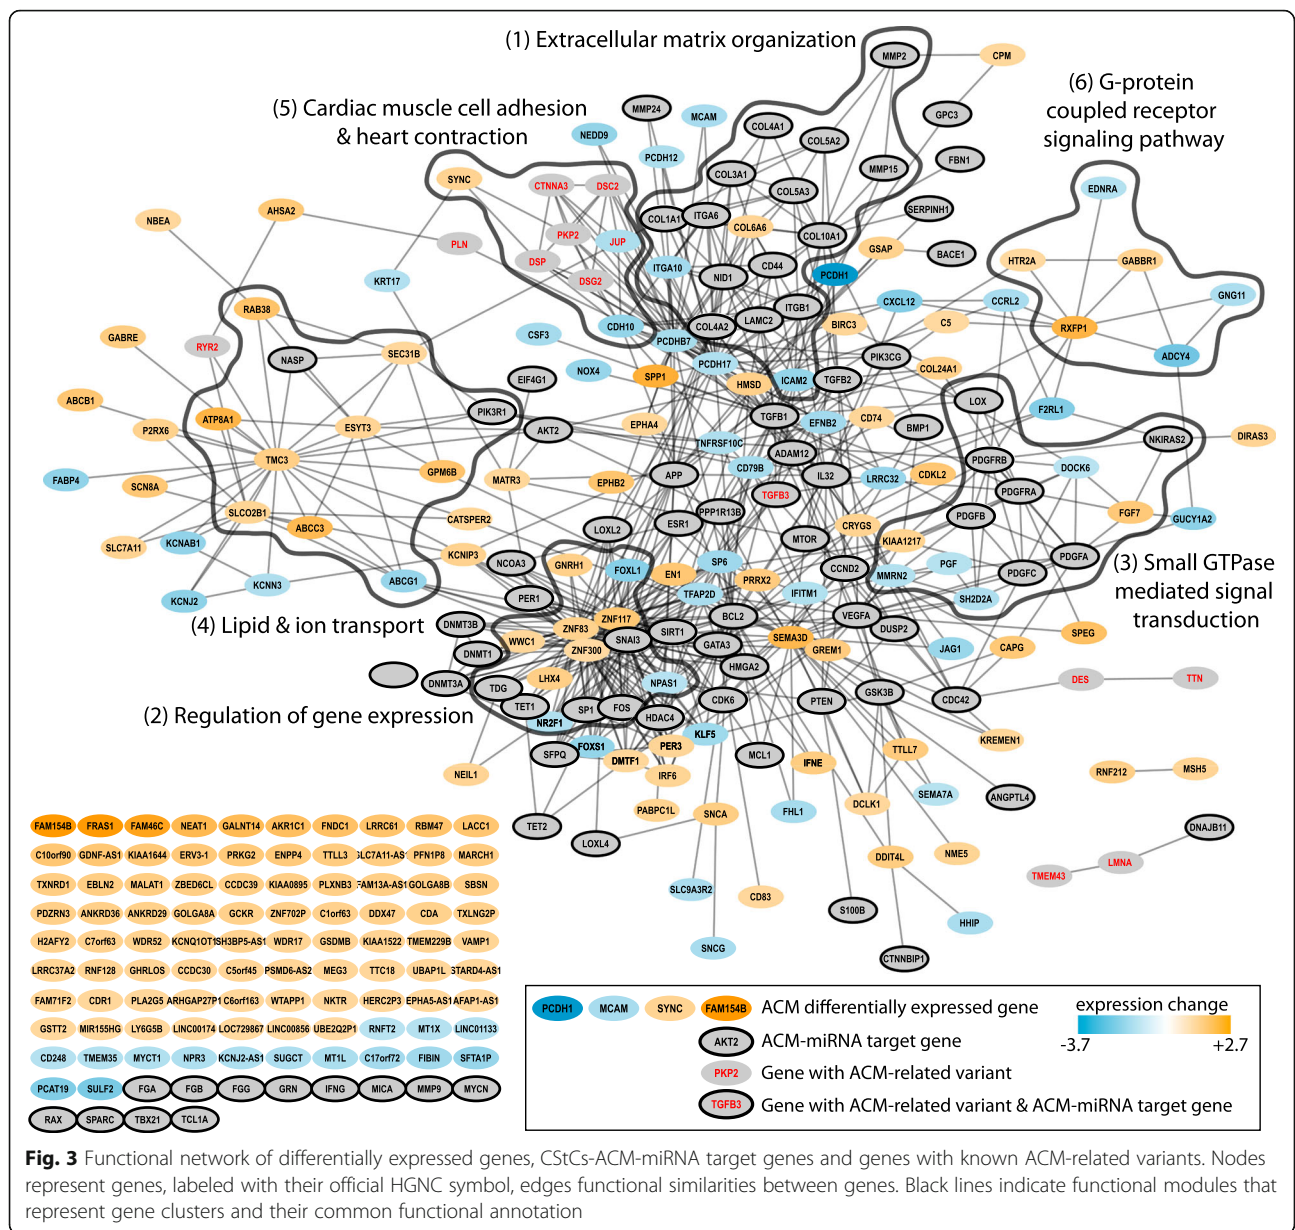 (1) Extracellular matrix organization
(5) Cardiac muscle cell adhesion
& heart contraction
(6) G-protein
coupled receptor
signaling pathway
MMP2
CPM
MMP24
MCAM
NEDD9
COL4A1
COL5A2
GPC3
PCDH12
MMP15
FBN1
SYNC
CTNNA3
DSC2
COL3A1
COL5A3
EDNRA
NBEA
AHSA2
COL1A1
ITGA6
COL6A6
SERPINH1
PLN
PKP2
JUP
COL10A1
GSAP
BACE1
DSP
DSG2
ITGA10
NID1
CD44
PCDH1
HTR2A
GABBR1
KRT17
RAB38
CDH10
ITGB1
CXCL12
CCRL2
GNG11
GABRE
RYR2
NASP
SEC31B
CSF3
PCDHB7
COL4A2
LAMC2
BIRC3
C5
RXFP1
ADCY4
NOX4
SPP1
PCDH17
HMSD
ICAM2
TGFB2
PIK3CG
COL24A1
EIF4G1
ABCB1
ATP8A1
PIK3R1
LOX
F2RL1
P2RX6
ESYT3
AKT2
EPHA4
TGFB1
EFNB2
CD74
BMP1
NKIRAS2
DIRAS3
TMC3
GPM6B
TNFRSF10C
ADAM12
PDGFRB
DOCK6
FABP4
SCN8A
MATR3
EPHB2
APP
CD79B
IL32
LRRC32
CDKL2
PDGFRA
TGFB3
SLCO2B1
ABCC3
CATSPER2
LOXL2
ESR1
PPP1R13B
CRYGS
PDGFB
FGF7
GUCY1A2
SLC7A11
KCNAB1
KCNIP3
MTOR
KIAA1217
PDGFA
KCNN3
ABCG1
NCOA3
GNRH1
FOXL1
EN1
SP6
PRRX2
CCND2
MMRN2
PGF
PDGFC
(3) Small GTPase
mediated signal
transduction
KCNJ2
PER1
TFAP2D
IFITM1
SH2D2A
(4) Lipid & ion transport
DNMT3B
ZNF83
ZNF117
SNAI3
SIRT1
BCL2
SEMA3D
VEGFA
DUSP2
SPEG
WWC1
ZNF300
GATA3
GREM1
JAG1
CAPG
DNMT1
HMGA2
DNMT3A
TDG
LHX4
NPAS1
DES
TTN
TET1
SP1
FOS
CDK6
PTEN
GSK3B
CDC42
(2) Regulation of gene expression
NR2F1
HDAC4
KLF5
KREMEN1
SFPQ
FOXS1
DMTF1
PER3
MCL1
IFNE
TTLL7
NEIL1
IRF6
RNF212
MSH5
PABPC1L
SNCA
FHL1
DCLK1
SEMA7A
ANGPTL4
TET2
LOXL4
DNAJB11
DDIT4L
NME5
LMNA
TMEM43
SLC9A3R2
CD83
S100B
HHIP
SNCG
CTNNBIP1
FAM154B FRAS1 FAM46C NEAT1 GALNT14 AKR1C1 FNDC1 LRRC61 RBM47 LACC1
C10orf90 GDNF-AS1 KIAA1644 ERV3-1 PRKG2 ENPP4 TTLL3 SLC7A11-AS1 PFN1P8 MARCH1
TXNRD1 EBLN2 MALAT1 ZBED6CL CCDC39 KIAA0895 PLXNB3 FAM13A-AS1 GOLGA8B SBSN
PDZRN3 ANKRD36 ANKRD29 GOLGA8A GCKR ZNF702P C1orf63 DDX47 CDA TXLNG2P
H2AFY2 C7orf63 WDR52 KCNQ1OT1 SH3BP5-AS1 WDR17 GSDMB KIAA1522 TMEM229B VAMP1
LRRC37A2 RNF128 GHRLOS CCDC30 C5orf45 PSMD6-AS2 MEG3 TTC18 UBAP1L STARD4-AS1
FAM71F2 CDR1 PLA2G5 ARHGAP27P1 C6orf163 WTAPP1 NKTR HERC2P3 EPHA5-AS1 AFAP1-AS1
GSTT2 MIR155HG LY6G5B LINC00174 LOC729867 LINC00856 UBE2Q2P1 RNFT2 MT1X LINC01133
CD248 TMEM35 MYCT1 NPR3 KCNJ2-AS1 SUGCT MT1L C17orf72 FIBIN SFTA1P
PCAT19 SULF2 FGA FGB FGG GRN IFNG MICA MMP9 MYCN
RAX SPARC TBX21 TCL1A
PCDH1 MCAM SYNC FAM154B ACM differentially expressed gene
AKT2 ACM-miRNA target gene
PKP2 Gene with ACM-related variant
TGFB3 Gene with ACM-related variant & ACM-miRNA target gene
expression change
-3.7 +2.7
Fig. 3 Functional network of differentially expressed genes, CStCs-ACM-miRNA target genes and genes with known ACM-related variants. Nodes
represent genes, labeled with their official HGNC symbol, edges functional similarities between genes. Black lines indicate functional modules that
represent gene clusters and their common functional annotation